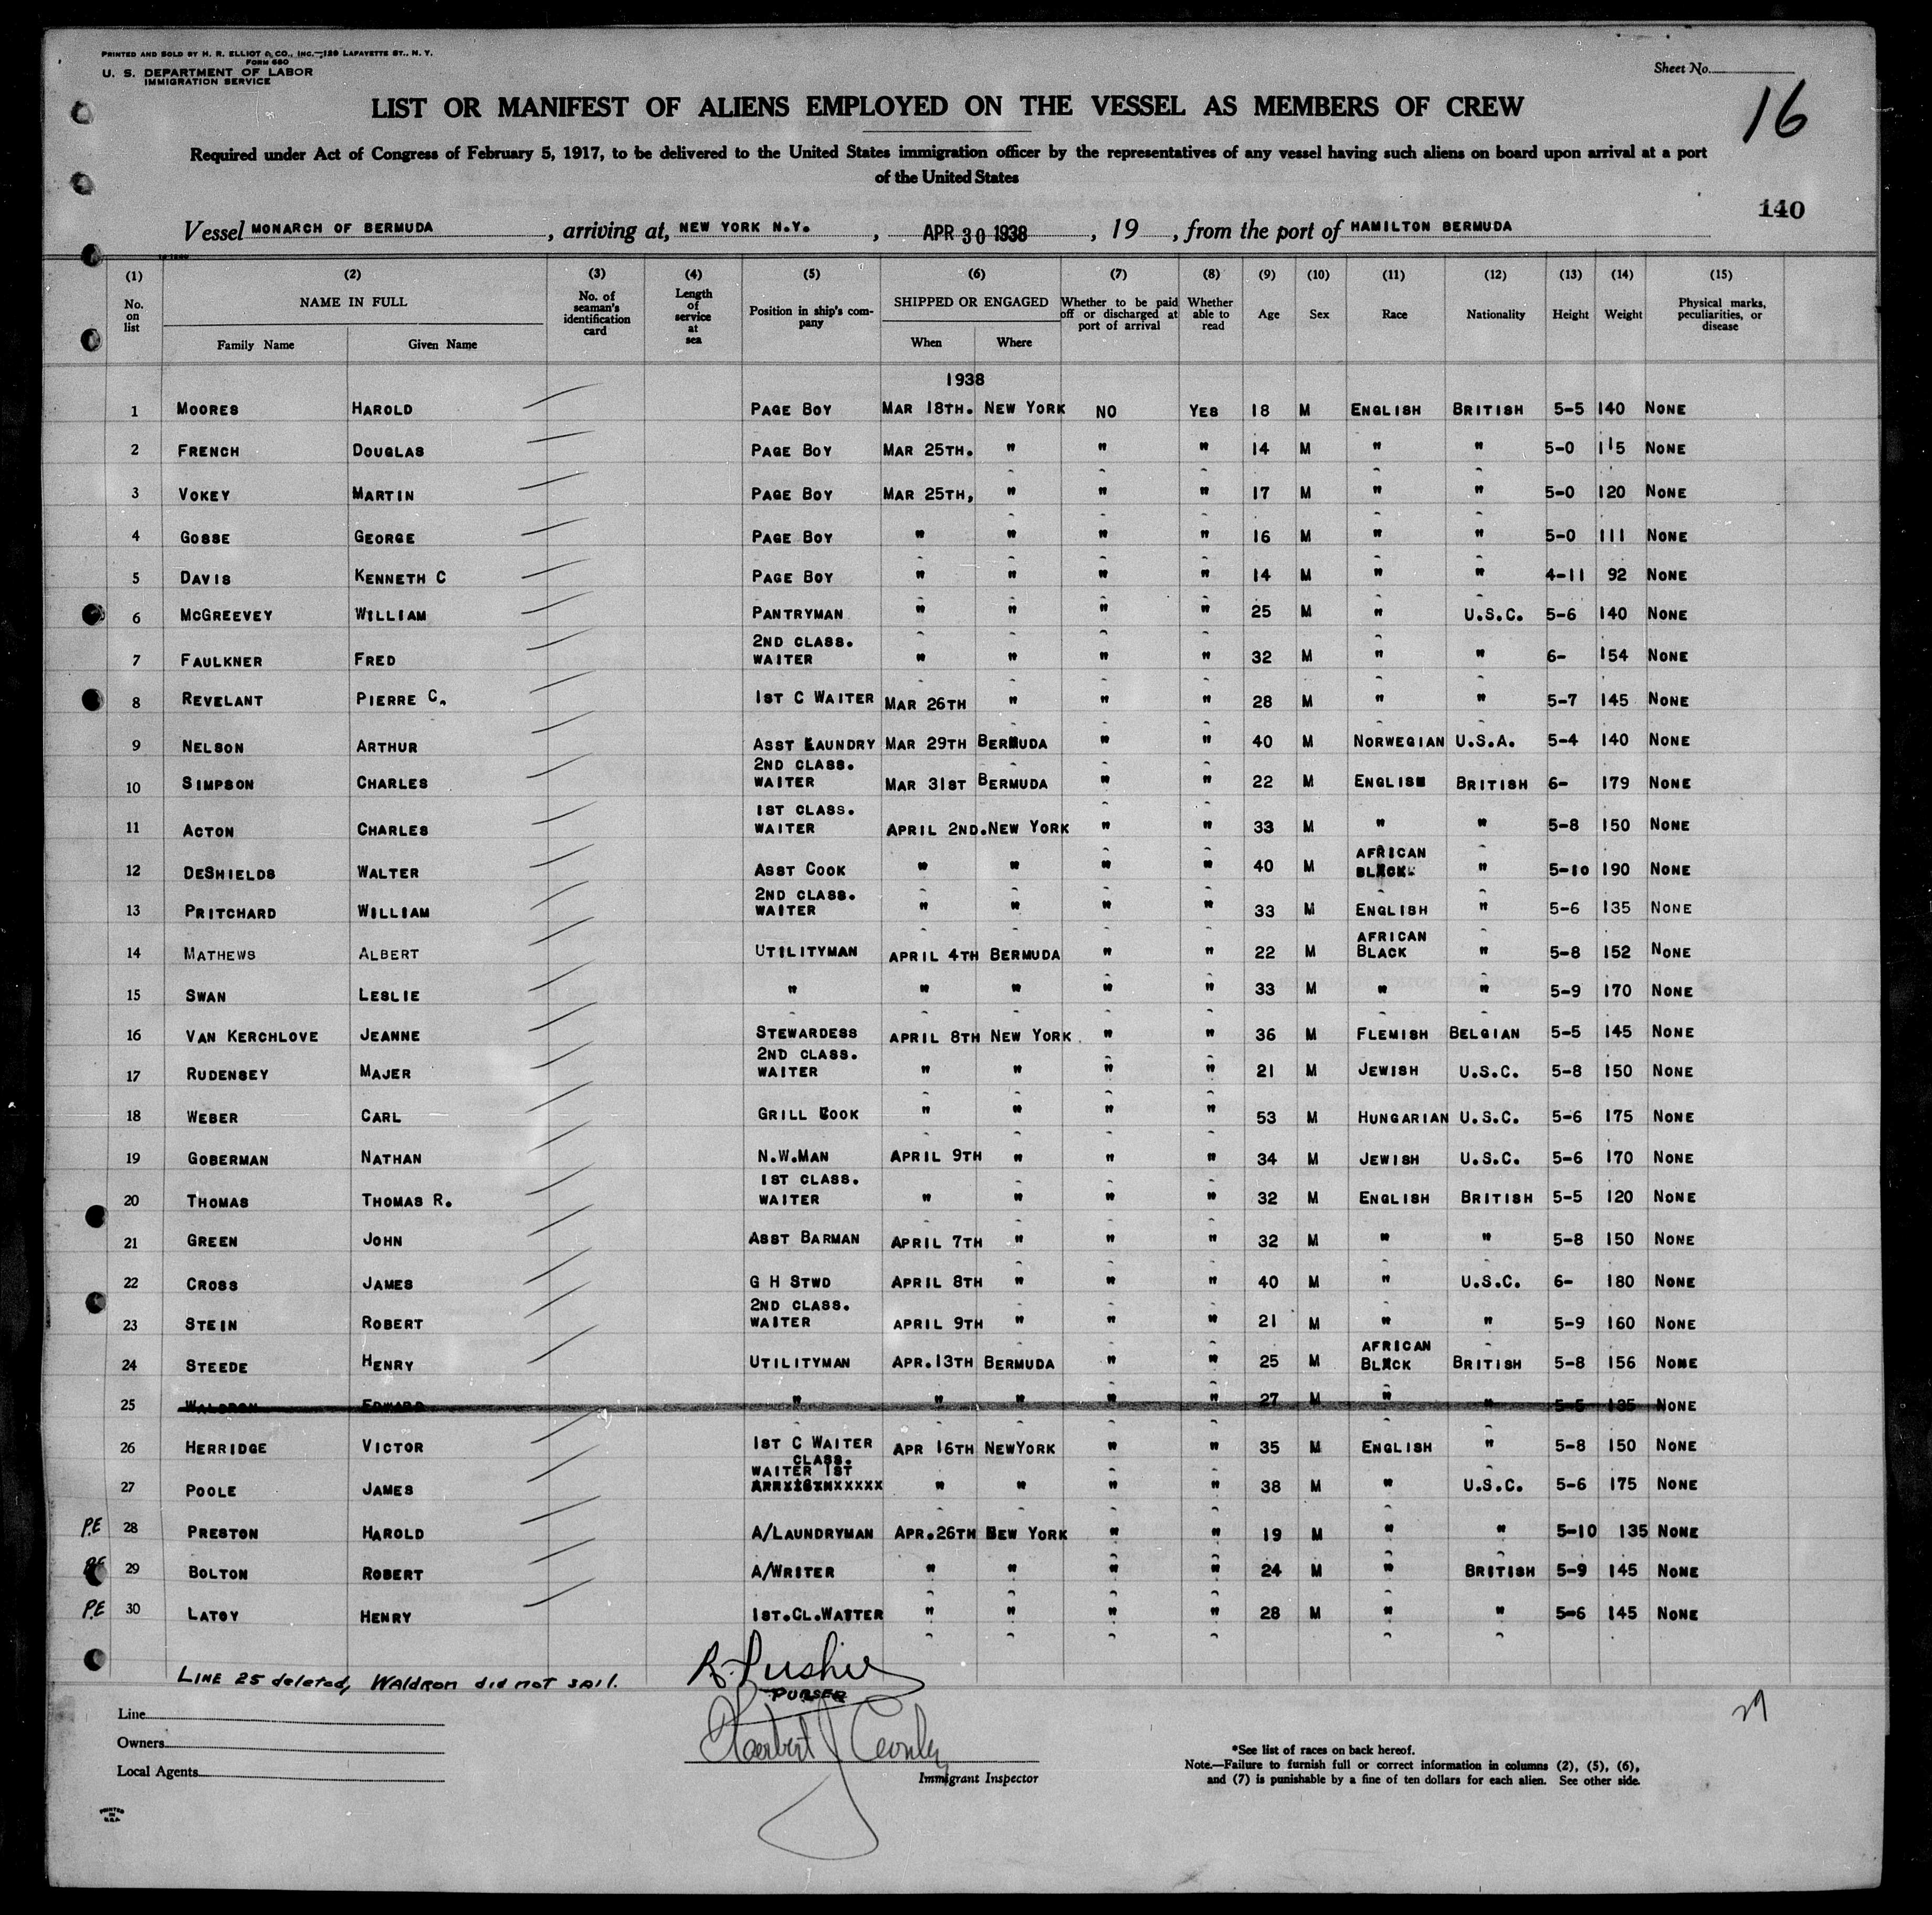 PRINTED AND SOLD BY H. R. ELLIOT & CO., INC.—129 LAFAYETTE ST., N. Y.
FORM 680
U. S. DEPARTMENT OF LABOR
IMMIGRATION SERVICE
Sheet No.
16
LIST OR MANIFEST OF ALIENS EMPLOYED ON THE VESSEL AS MEMBERS OF CREW
Required under Act of Congress of February 5, 1917, to be delivered to the United States immigration officer by the representatives of any vessel having such aliens on board upon arrival at a port
of the United States
140
Vessel MONARCH OF BERMUDA, arriving at, NEW YORK N.Y., APR 30 1938, 19 , from the port of HAMILTON BERMUDA
(1) (2) (3) (4) (5) (6) (7) (8) (9) (10) (11) (12) (13) (14) (15)
No. on list NAME IN FULL Family Name Given Name No. of seaman's identification card Length of service at sea Position in ship's company SHIPPED OR ENGAGED When Where Whether to be paid off or discharged at port of arrival Whether able to read Age Sex Race Nationality Height Weight Physical marks, peculiarities, or disease
1938
1 MOORES HAROLD PAGE BOY MAR 18TH. NEW YORK NO YES 18 M ENGLISH BRITISH 5-5 140 NONE
2 FRENCH DOUGLAS PAGE BOY MAR 25TH. " " " 14 M " " 5-0 115 NONE
3 VOKEY MARTIN PAGE BOY MAR 25TH, " " " 17 M " " 5-0 120 NONE
4 GOSSE GEORGE PAGE BOY " " " " 16 M " " 5-0 111 NONE
5 DAVIS KENNETH C PAGE BOY " " " " 14 M " " 4-11 92 NONE
6 MCGREEVEY WILLIAM PANTRYMAN " " " " 25 M " U.S.C. 5-6 140 NONE
2ND CLASS.
7 FAULKNER FRED WAITER " " " " 32 M " " 6- 154 NONE
8 REVELANT PIERRE C. 1ST C WAITER MAR 26TH " " " 28 M " " 5-7 145 NONE
9 NELSON ARTHUR ASST LAUNDRY MAR 29TH BERMUDA " " 40 M NORWEGIAN U.S.A. 5-4 140 NONE
2ND CLASS.
10 SIMPSON CHARLES WAITER MAR 31ST BERMUDA " " 22 M ENGLISH BRITISH 6- 179 NONE
1ST CLASS.
11 ACTON CHARLES WAITER APRIL 2ND. NEW YORK " " 33 M " " 5-8 150 NONE
AFRICAN
12 DESHIELDS WALTER ASST COOK " " " " 40 M BLACK " 5-10 190 NONE
2ND CLASS.
13 PRITCHARD WILLIAM WAITER " " " " 33 M ENGLISH " 5-6 135 NONE
AFRICAN
14 MATHEWS ALBERT UTILITYMAN APRIL 4TH BERMUDA " " 22 M BLACK " 5-8 152 NONE
15 SWAN LESLIE " " " " " 33 M " " 5-9 170 NONE
16 VAN KERCHLOVE JEANNE STEWARDESS APRIL 8TH NEW YORK " " 36 M FLEMISH BELGIAN 5-5 145 NONE
2ND CLASS.
17 RUDENSEY MAJER WAITER " " " " 21 M JEWISH U.S.C. 5-8 150 NONE
18 WEBER CARL GRILL COOK " " " " 53 M HUNGARIAN U.S.C. 5-6 175 NONE
19 GOBERMAN NATHAN N.W.MAN APRIL 9TH " " " 34 M JEWISH U.S.C. 5-6 170 NONE
1ST CLASS.
20 THOMAS THOMAS R. WAITER " " " " 32 M ENGLISH BRITISH 5-5 120 NONE
21 GREEN JOHN ASST BARMAN APRIL 7TH " " " 32 M " " 5-8 150 NONE
22 CROSS JAMES G H STWD APRIL 8TH " " " 40 M " U.S.C. 6- 180 NONE
2ND CLASS.
23 STEIN ROBERT WAITER APRIL 9TH " " " 21 M " " 5-9 160 NONE
AFRICAN
24 STEEDE HENRY UTILITYMAN APR.13TH BERMUDA " " 25 M BLACK BRITISH 5-8 156 NONE
25 WALDRON EDWARD " " " " " 27 M " " 5-5 135 NONE
26 HERRIDGE VICTOR 1ST C WAITER APR 16TH NEWYORK " " 35 M ENGLISH " 5-8 150 NONE
CLASS.
WAITER 1ST
27 POOLE JAMES " " " " 38 M " U.S.C. 5-6 175 NONE
P.E 28 PRESTON HAROLD A/LAUNDRYMAN APR.26TH NEW YORK " " 19 M " " 5-10 135 NONE
29 BOLTON ROBERT A/WRITER " " " " 24 M " BRITISH 5-9 145 NONE
P.E 30 LATOY HENRY 1ST.CL.WAITER " " " " 28 M " " 5-6 145 NONE
LINE 25 deleted, Waldron did not sail.
PURSER
Line
Owners
Local Agents
Immigrant Inspector
29
*See list of races on back hereof.
Note.—Failure to furnish full or correct information in columns (2), (5), (6),
and (7) is punishable by a fine of ten dollars for each alien. See other side.
PRINTED
IN
U.S.A.